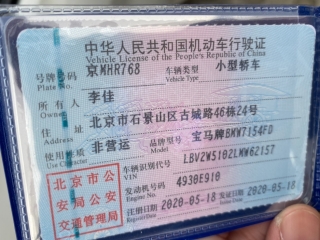 中华人民共和国机动车行驶证
Vehicle License of the People's Republic of China
号牌号码 京MHR768 车辆类型 小型轿车
Plate No. Vehicle Type
所有人 李佳
Owner
住址 北京市石景山区古城路46栋24号
使用性质 非营运 品牌型号 宝马牌BMW7154FD
Use Character Model
北京市公安局公安交通管理局
车辆识别代号 LBVZW5102LMW62157
VIN
发动机号码 4930E910
Engine No.
注册日期 2020-05-18 发证日期 2020-05-18
Register Date Issue Date